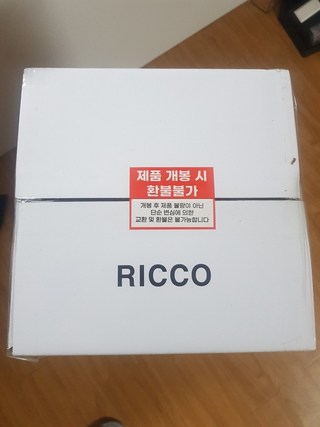 제품 개봉 시
환불불가
개봉 후 제품 불량이 아닌
단순 변심에 의한
교환 및 환불은 불가능합니다
RICCO